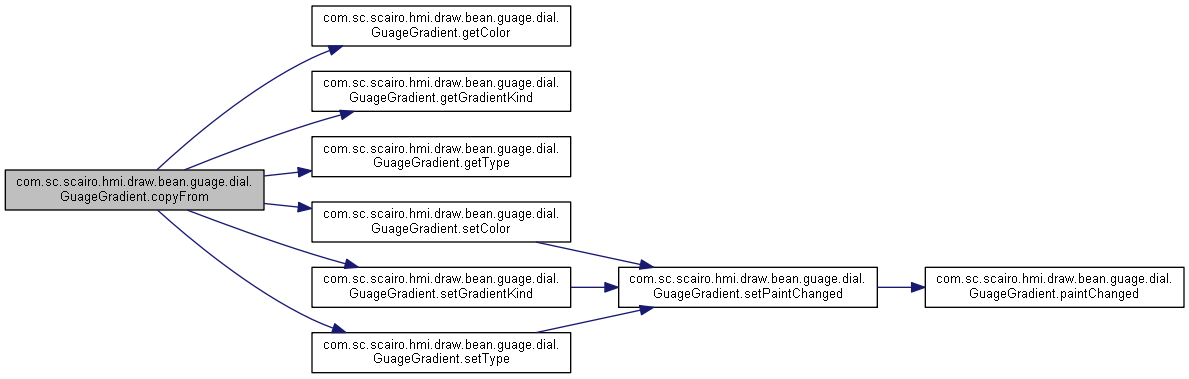 com.sc.scairo.hmi.draw.bean.guage.dial.
GuageGradient.getColor
com.sc.scairo.hmi.draw.bean.guage.dial.
GuageGradient.getGradientKind
com.sc.scairo.hmi.draw.bean.guage.dial.
GuageGradient.getType
com.sc.scairo.hmi.draw.bean.guage.dial.
GuageGradient.copyFrom
com.sc.scairo.hmi.draw.bean.guage.dial.
GuageGradient.setColor
com.sc.scairo.hmi.draw.bean.guage.dial.
GuageGradient.setGradientKind
com.sc.scairo.hmi.draw.bean.guage.dial.
GuageGradient.setPaintChanged
com.sc.scairo.hmi.draw.bean.guage.dial.
GuageGradient.paintChanged
com.sc.scairo.hmi.draw.bean.guage.dial.
GuageGradient.setType